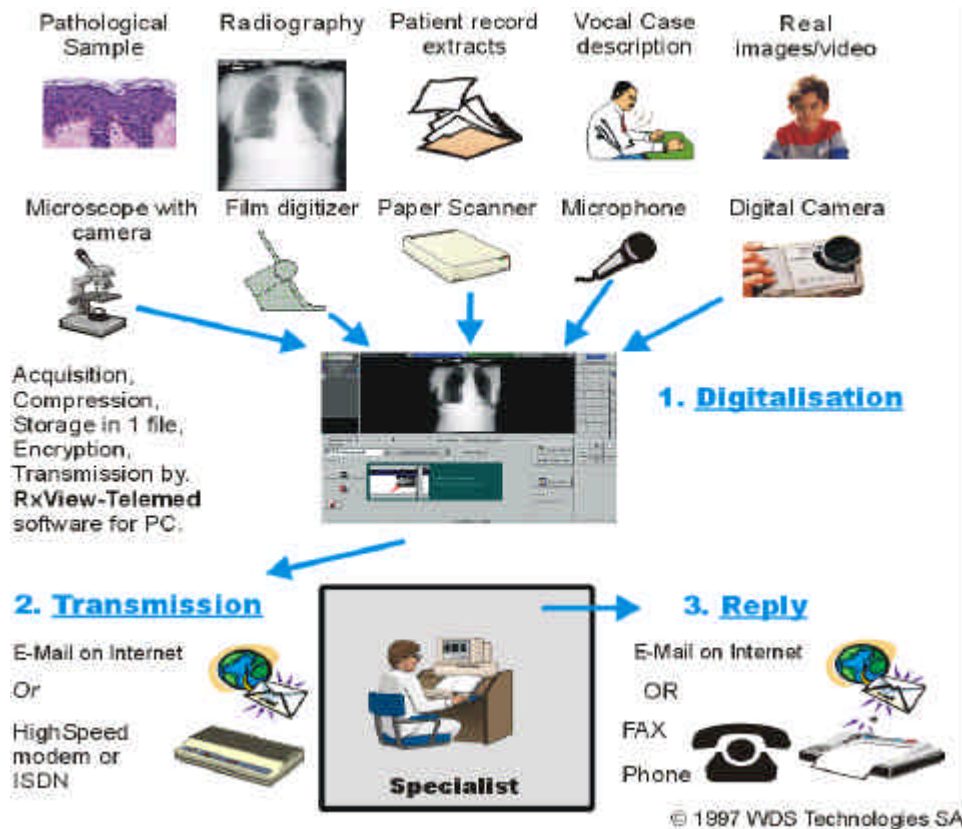 Pathological
Sample
Radiography
Patient record
extracts
Vocal Case
description
Real
images/video
Microscope with
camera
Film digitizer
Paper Scanner
Microphone
Digital Camera
Acquisition,
Compression,
Storage in 1 file,
Encryption,
Transmission by.
RxView-Telemed
software for PC.
1. Digitalisation
2. Transmission
E-Mail on Internet
Or
HighSpeed
modem or
ISDN
Specialist
3. Reply
E-Mail on Internet
OR
FAX
Phone
© 1997 WDS Technologies SA